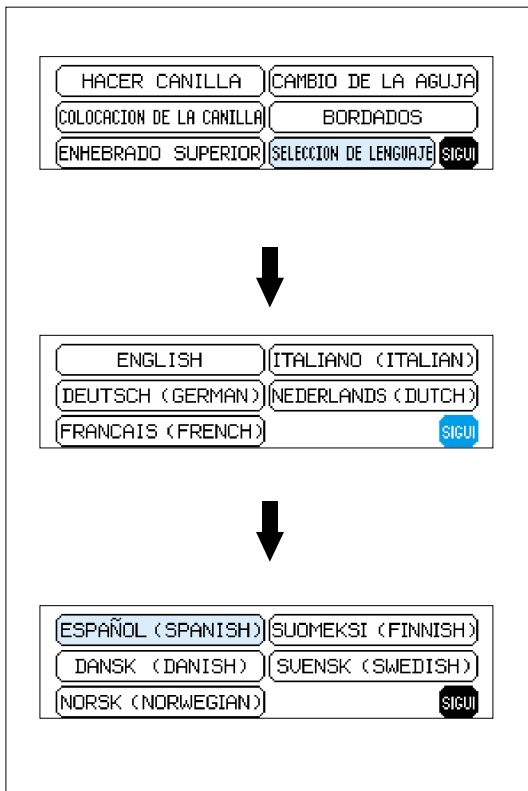 HACER CANILLA CAMBIO DE LA AGUJA
COLOCACION DE LA CANILLA BORDADOS
ENHEBRADO SUPERIOR SELECCION DE LENGUAJE SIGUI
ENGLISH ITALIANO (ITALIAN)
DEUTSCH (GERMAN) NEDERLANDS (DUTCH)
FRANCAIS (FRENCH) SIGUI
ESPAÑOL (SPANISH) SUOMEKSI (FINNISH)
DANSK (DANISH) SVENSK (SWEDISH)
NORSK (NORWEGIAN) SIGUI